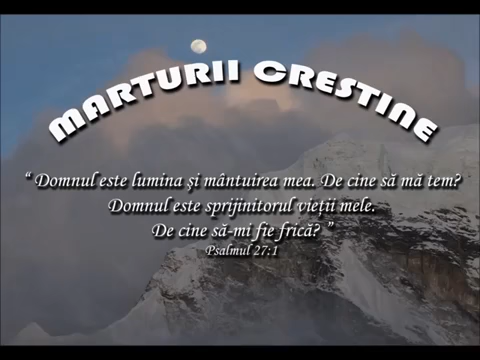 MARTURII CRESTINE
“ Domnul este lumina și mântuirea mea. De cine să mă tem?
Domnul este sprijinitorul vieții mele.
De cine să-mi fie frică? ”
Psalmul 27:1